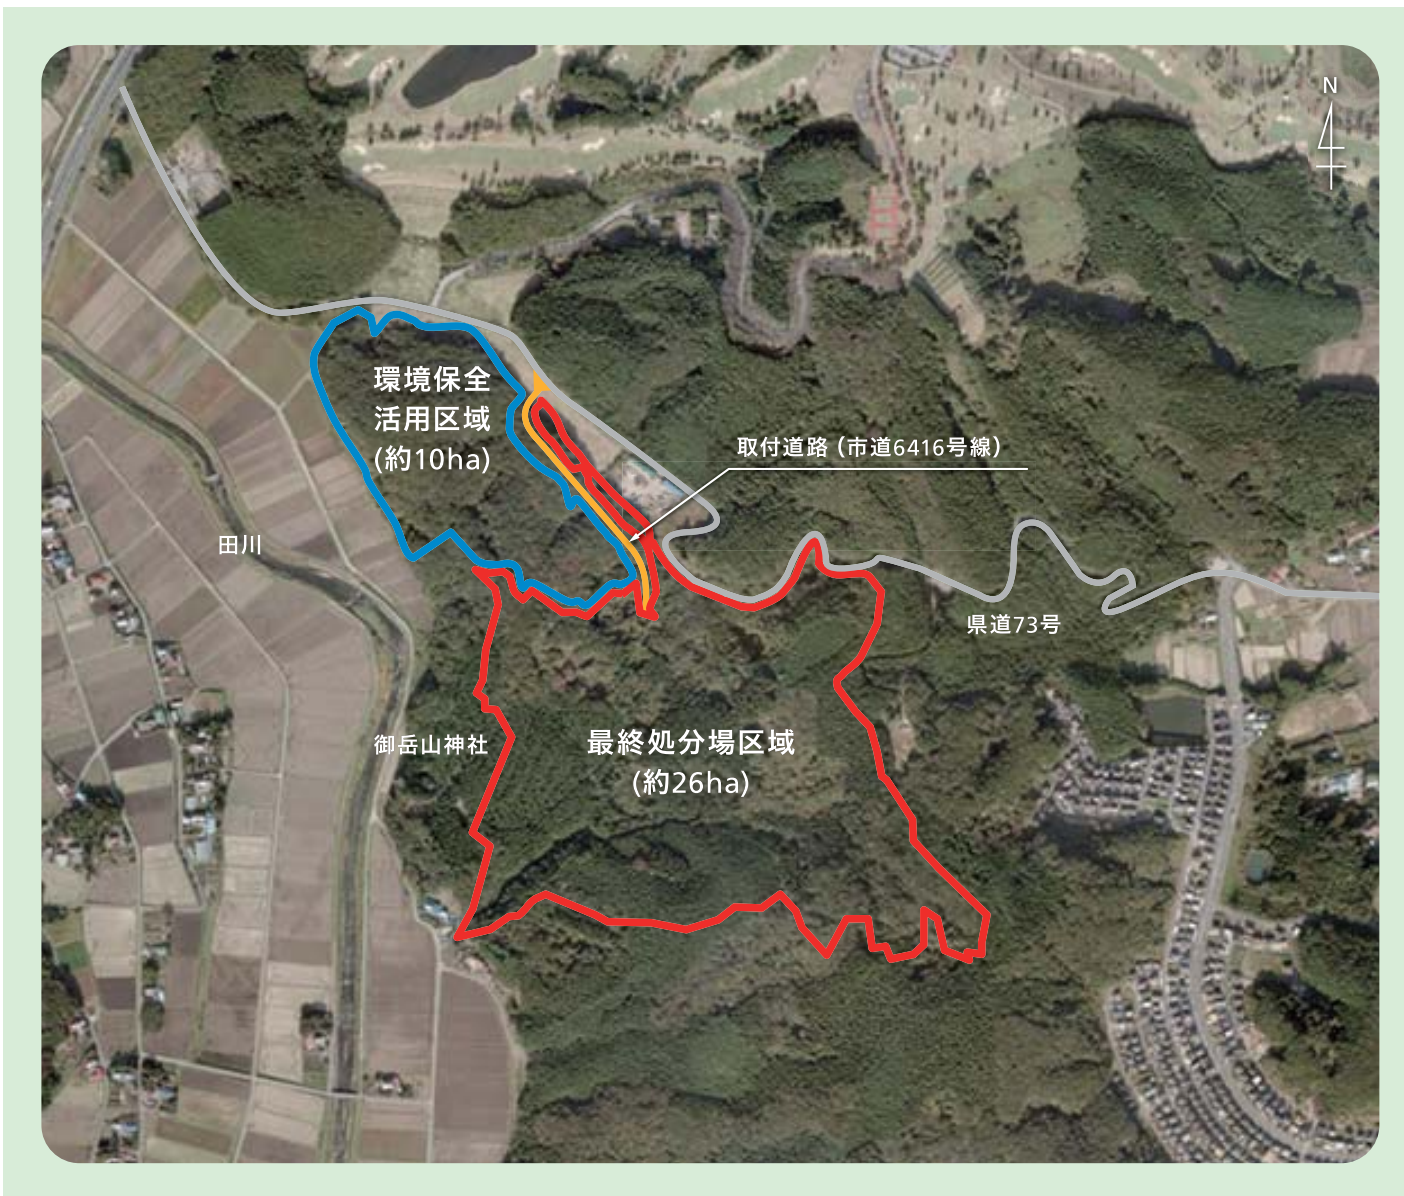 N
環境保全
活用区域
(約10ha)
取付道路（市道6416号線）
田川
県道73号
御岳山神社
最終処分場区域
(約26ha)